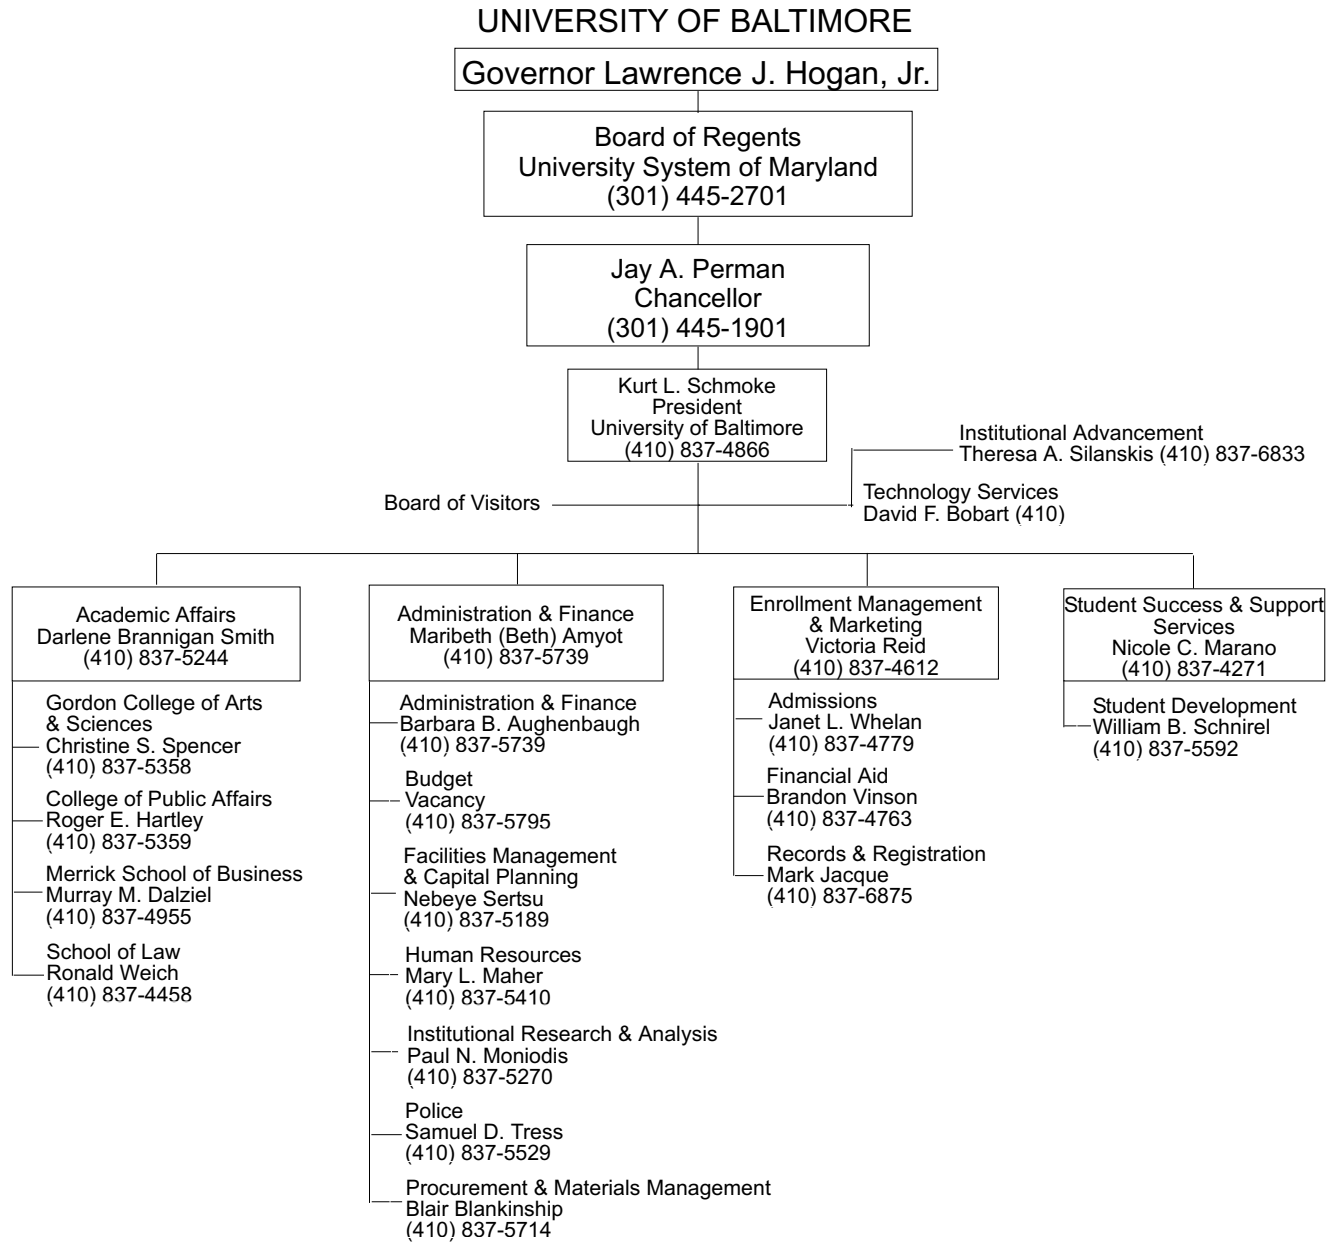 UNIVERSITY OF BALTIMORE
Governor Lawrence J. Hogan, Jr.
Board of Regents
University System of Maryland
(301) 445-2701
Jay A. Perman
Chancellor
(301) 445-1901
Kurt L. Schmoke
President
University of Baltimore
(410) 837-4866
Institutional Advancement
Theresa A. Silanskis (410) 837-6833
Board of Visitors
Technology Services
David F. Bobart (410)
Academic Affairs
Darlene Brannigan Smith
(410) 837-5244
Gordon College of Arts
& Sciences
Christine S. Spencer
(410) 837-5358
College of Public Affairs
Roger E. Hartley
(410) 837-5359
Merrick School of Business
Murray M. Dalziel
(410) 837-4955
School of Law
Ronald Weich
(410) 837-4458
Administration & Finance
Maribeth (Beth) Amyot
(410) 837-5739
Administration & Finance
Barbara B. Aughenbaugh
(410) 837-5739
Budget
Vacancy
(410) 837-5795
Facilities Management
& Capital Planning
Nebeye Sertsu
(410) 837-5189
Human Resources
Mary L. Maher
(410) 837-5410
Institutional Research & Analysis
Paul N. Moniodis
(410) 837-5270
Police
Samuel D. Tress
(410) 837-5529
Procurement & Materials Management
Blair Blankinship
(410) 837-5714
Enrollment Management
& Marketing
Victoria Reid
(410) 837-4612
Admissions
Janet L. Whelan
(410) 837-4779
Financial Aid
Brandon Vinson
(410) 837-4763
Records & Registration
Mark Jacque
(410) 837-6875
Student Success & Support
Services
Nicole C. Marano
(410) 837-4271
Student Development
William B. Schnirel
(410) 837-5592